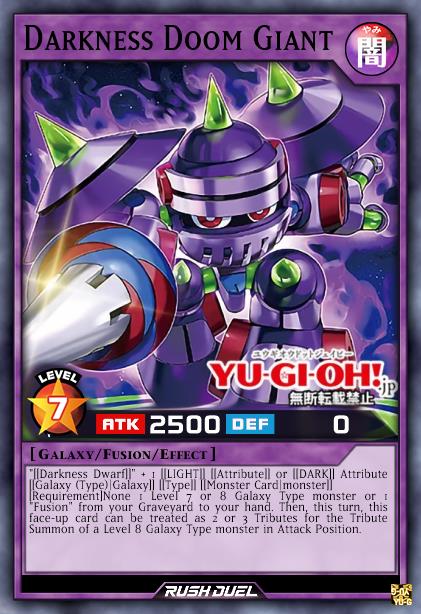 DARKNESS DOOM GIANT
やみ
闇
ユウギオウドットジェイピー
YU-GI-OH!.jp
無断転載禁止
LEVEL
7
ATK 2500 DEF 0
[ GALAXY/FUSION/EFFECT ]
"[[Darkness Dwarf]]" + 1 [[LIGHT]] [[Attribute]] or [[DARK]] Attribute
[[Galaxy (Type)|Galaxy]] [[Type]] [[Monster Card|monster]]
[Requirement]None 1 Level 7 or 8 Galaxy Type monster or 1
"Fusion" from your Graveyard to your hand. Then, this turn, this
face-up card can be treated as 2 or 3 Tributes for the Tribute
Summon of a Level 8 Galaxy Type monster in Attack Position.
RUSH DUEL